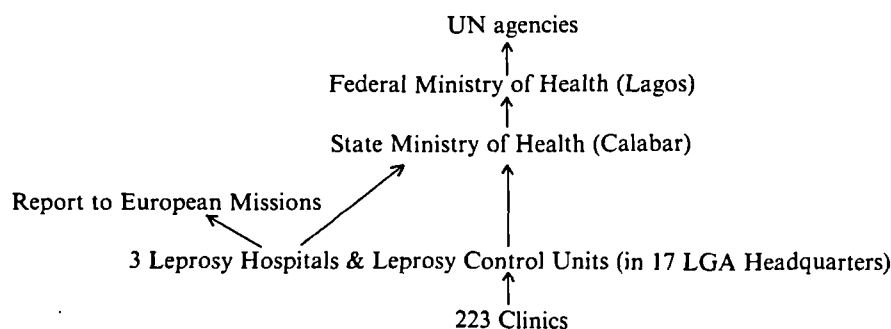 UN agencies
Federal Ministry of Health (Lagos)
State Ministry of Health (Calabar)
Report to European Missions
3 Leprosy Hospitals & Leprosy Control Units (in 17 LGA Headquarters)
223 Clinics